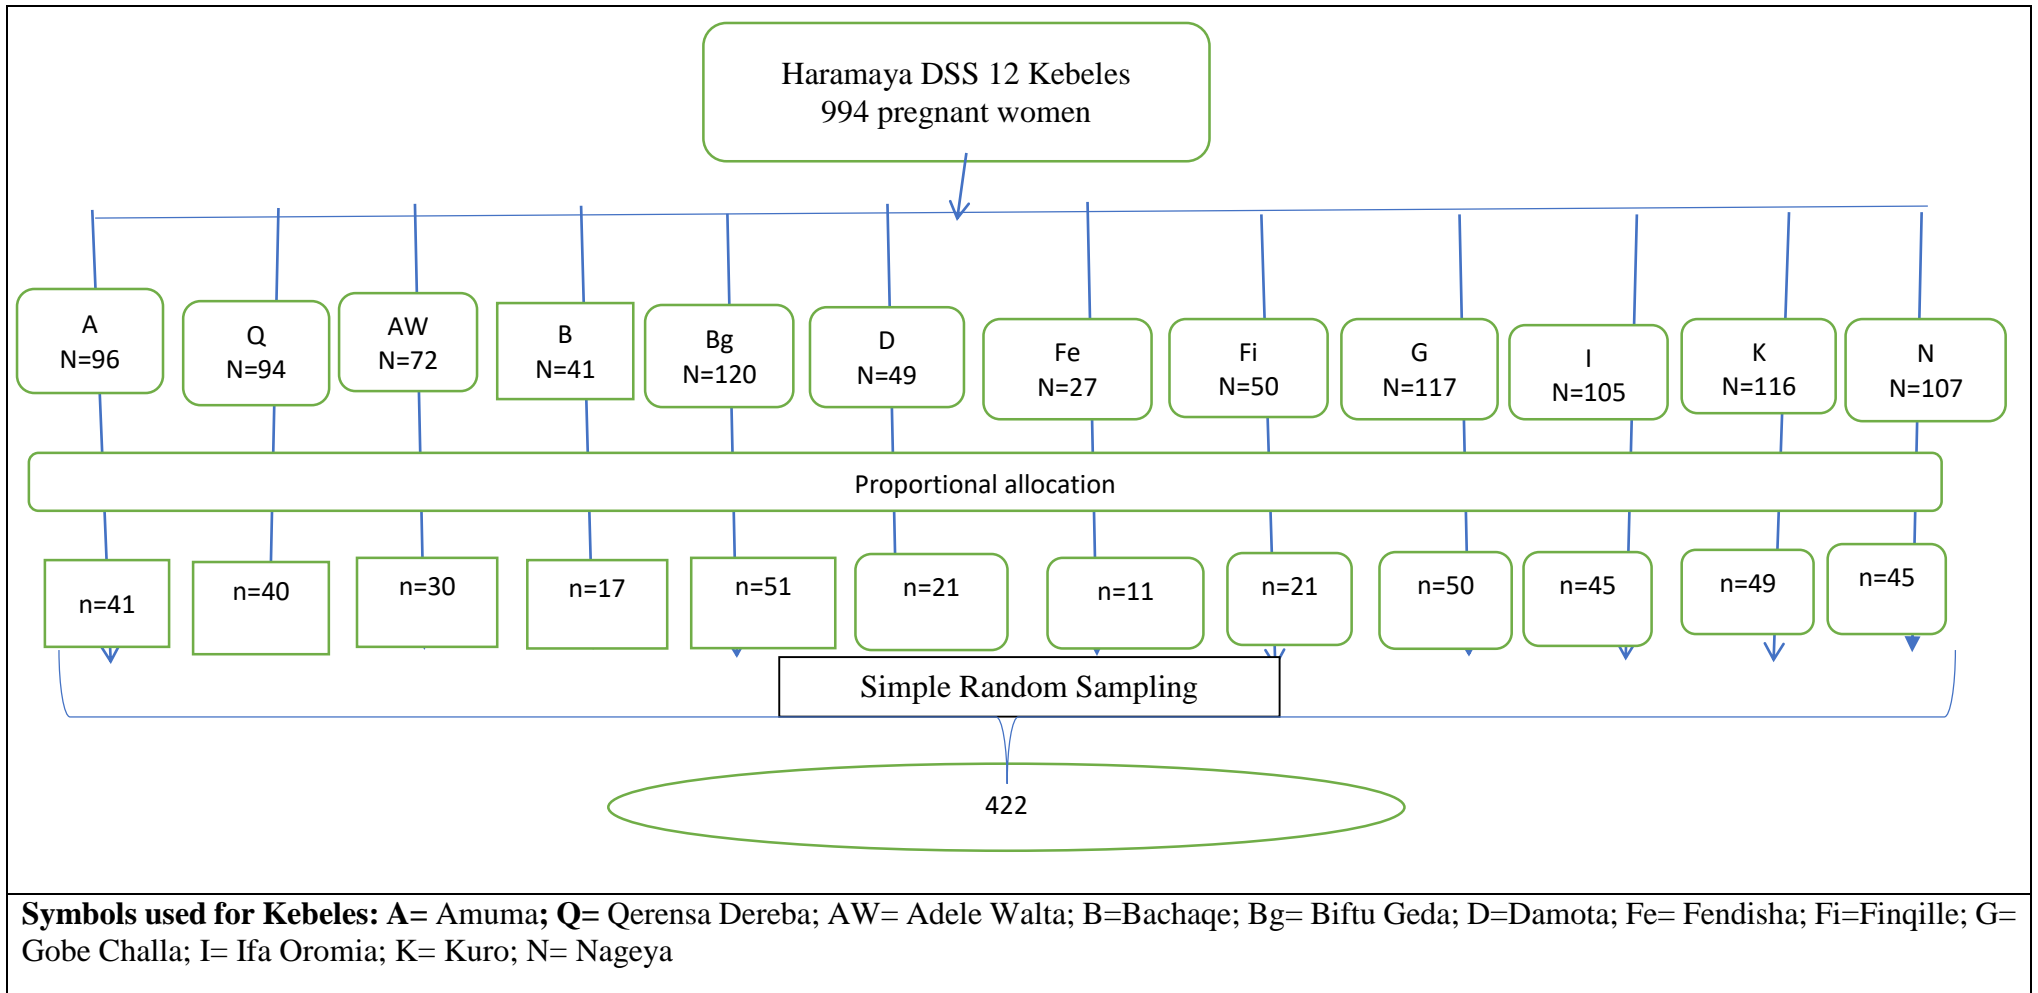 Haramaya DSS 12 Kebeles
994 pregnant women
A
N=96
Q
N=94
AW
N=72
B
N=41
Bg
N=120
D
N=49
Fe
N=27
Fi
N=50
G
N=117
I
N=105
K
N=116
N
N=107
Proportional allocation
n=41
n=40
n=30
n=17
n=51
n=21
n=11
n=21
n=50
n=45
n=49
n=45
Simple Random Sampling
422
Symbols used for Kebeles: A= Amuma; Q= Qerensa Dereba; AW= Adele Walta; B=Bachaqe; Bg= Biftu Geda; D=Damota; Fe= Fendisha; Fi=Finqille; G=
Gobe Challa; I= Ifa Oromia; K= Kuro; N= Nageya